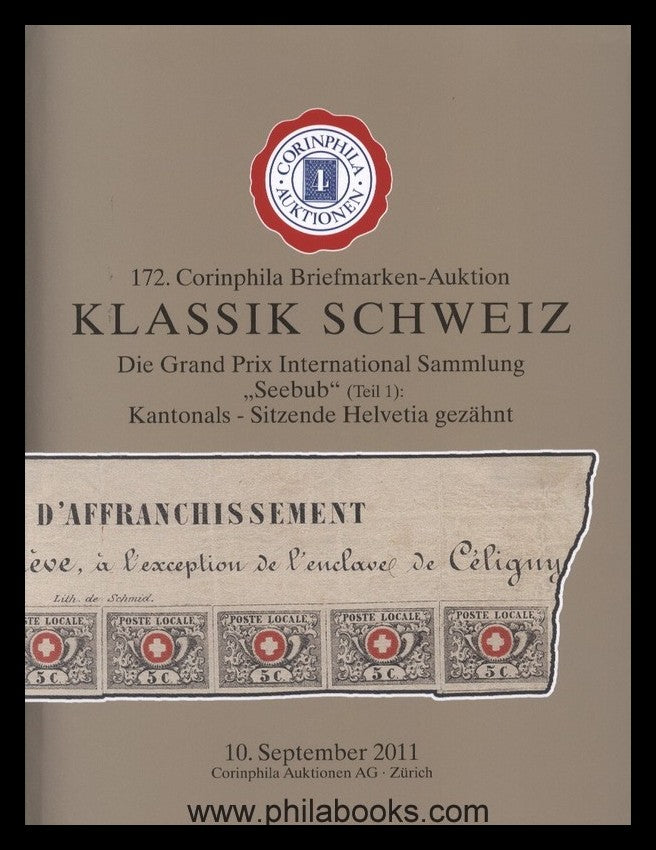 CORINPHILA
4
AUKTIONEN
172. Corinphila Briefmarken-Auktion
KLASSIK SCHWEIZ
Die Grand Prix International Sammlung
„Seebub“ (Teil 1):
Kantonals - Sitzende Helvetia gezähnt
D'AFFRANCHISSEMENT
ève, à l'exception de l'enclave de Céligny
Lith. de Schmid.
STE LOCALE POSTE LOCALE POSTE LOCALE POSTE LOCALE POSTE LOCALE
5 C 5 C 5 C 5 C 5 C
10. September 2011
Corinphila Auktionen AG · Zürich
www.philabooks.com